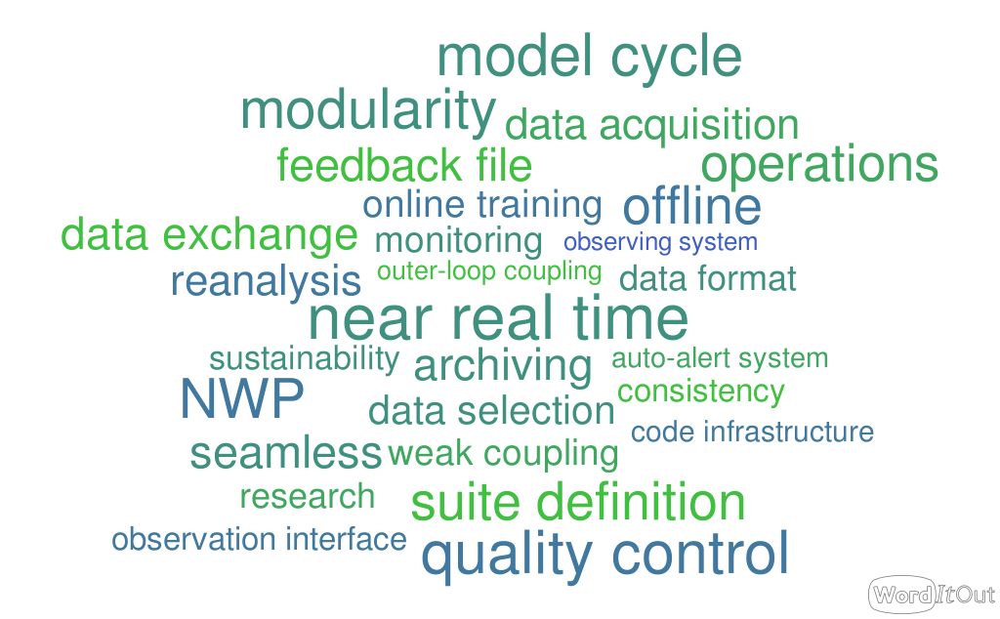 model cycle
modularity data acquisition
feedback file operations
online training offline
data exchange monitoring observing system
reanalysis outer-loop coupling data format
near real time
sustainability archiving auto-alert system
NWP data selection consistency
code infrastructure
seamless weak coupling
research suite definition
observation interface quality control
WordItOut